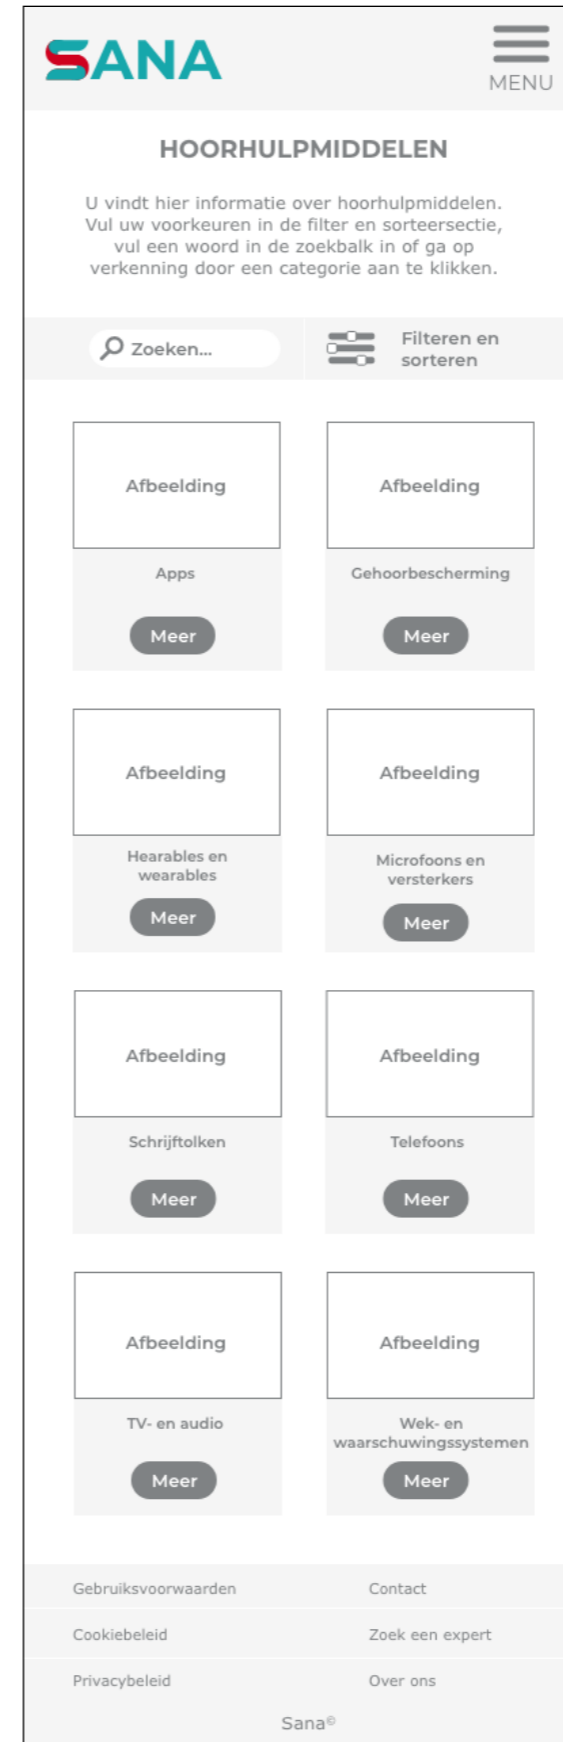 SANA
MENU
HOORHULPMIDDELEN
U vindt hier informatie over hoorhulpmiddelen.
Vul uw voorkeuren in de filter en sorteersectie,
vul een woord in de zoekbalk in of ga op
verkenning door een categorie aan te klikken.
Zoeken...
Filteren en
sorteren
Afbeelding
Afbeelding
Apps
Gehoorbescherming
Meer
Meer
Afbeelding
Afbeelding
Hearables en
wearables
Microfoons en
versterkers
Meer
Meer
Afbeelding
Afbeelding
Schrijftolken
Telefoons
Meer
Meer
Afbeelding
Afbeelding
TV- en audio
Wek- en
waarschuwingssystemen
Meer
Meer
Gebruiksvoorwaarden
Contact
Cookiebeleid
Zoek een expert
Privacybeleid
Over ons
Sana©